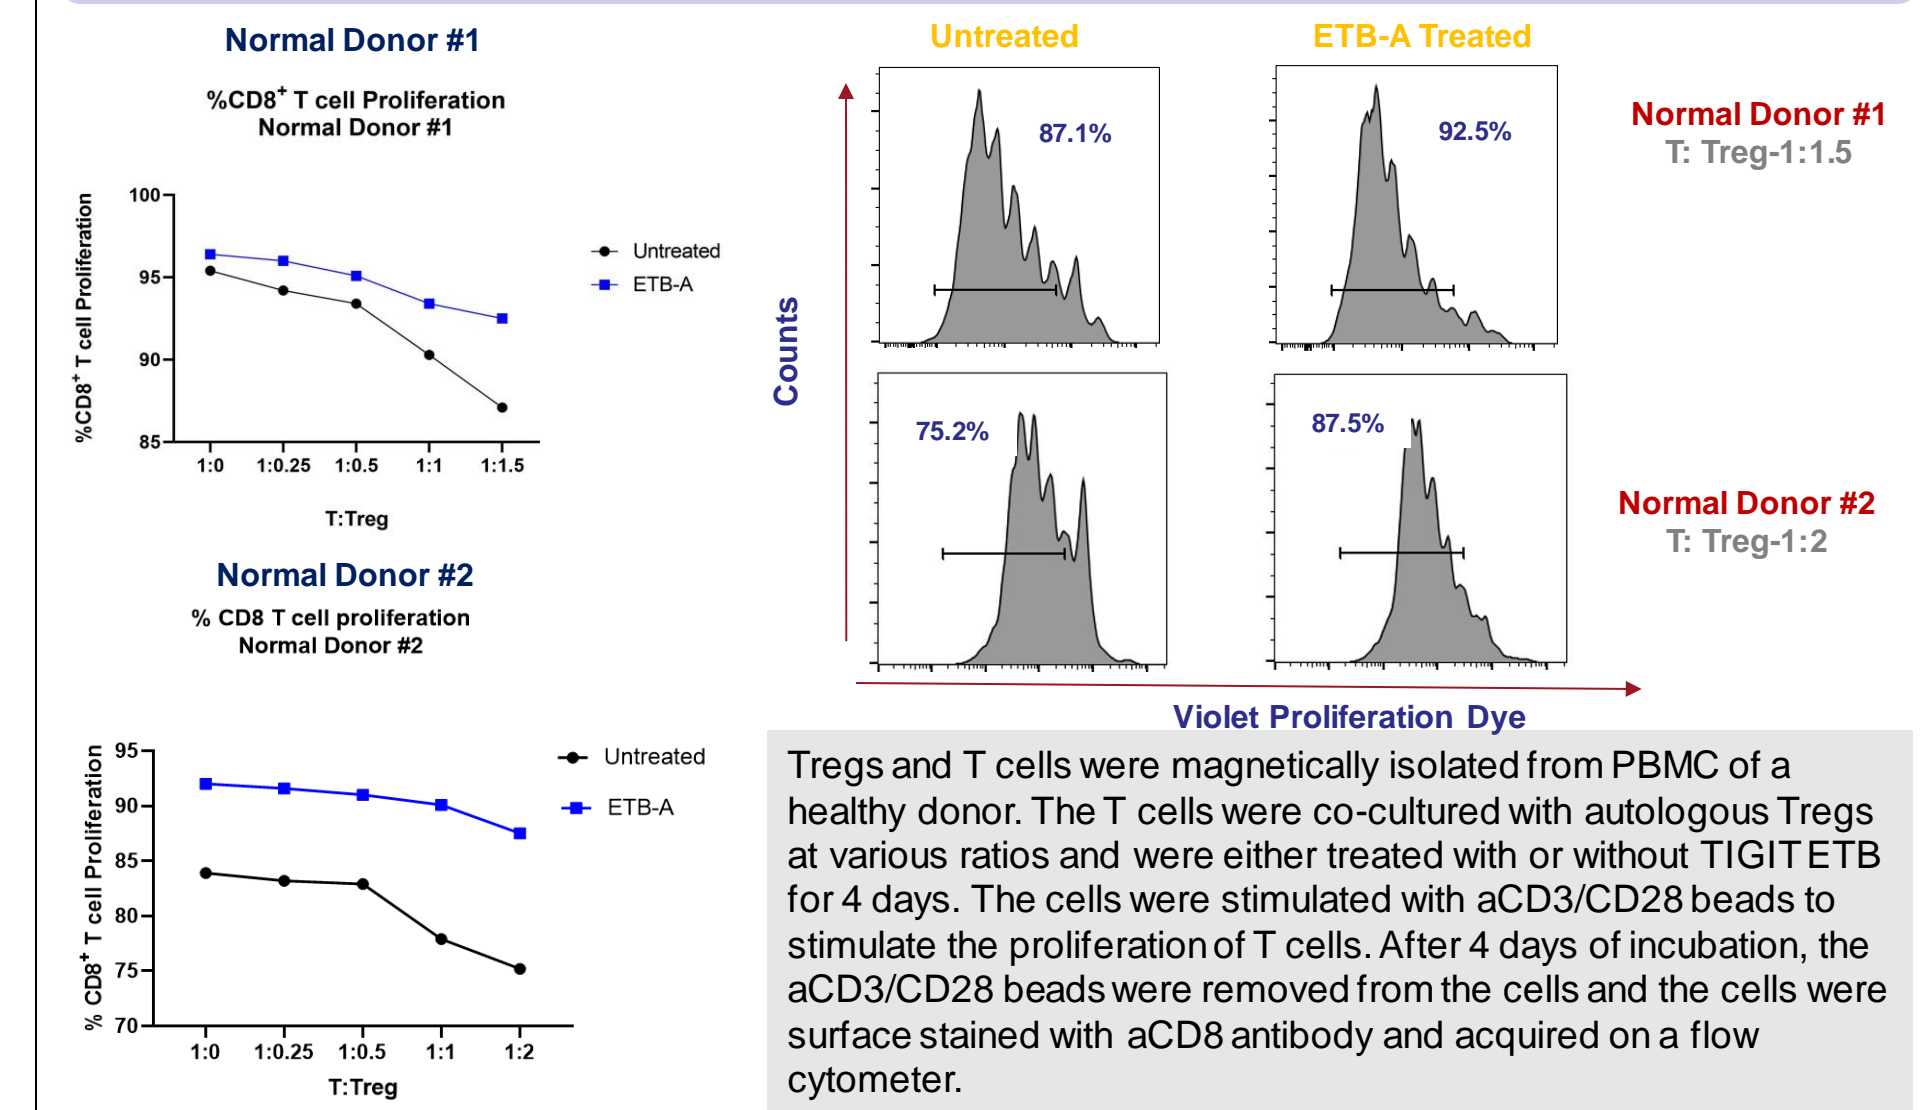 Normal Donor #1
%CD8+ T cell Proliferation
Normal Donor #1
%CD8+ T cell Proliferation
100
95
90
85
1:0 1:0.25 1:0.5 1:1 1:1.5
T:Treg
Untreated
ETB-A
Normal Donor #2
% CD8 T cell proliferation
Normal Donor #2
% CD8+ T cell Proliferation
95
90
85
80
75
70
1:0 1:0.25 1:0.5 1:1 1:2
T:Treg
Untreated
ETB-A
Untreated
ETB-A Treated
87.1%
92.5%
Normal Donor #1
T: Treg-1:1.5
Counts
75.2%
87.5%
Normal Donor #2
T: Treg-1:2
Violet Proliferation Dye
Tregs and T cells were magnetically isolated from PBMC of a
healthy donor. The T cells were co-cultured with autologous Tregs
at various ratios and were either treated with or without TIGIT ETB
for 4 days. The cells were stimulated with aCD3/CD28 beads to
stimulate the proliferation of T cells. After 4 days of incubation, the
aCD3/CD28 beads were removed from the cells and the cells were
surface stained with aCD8 antibody and acquired on a flow
cytometer.